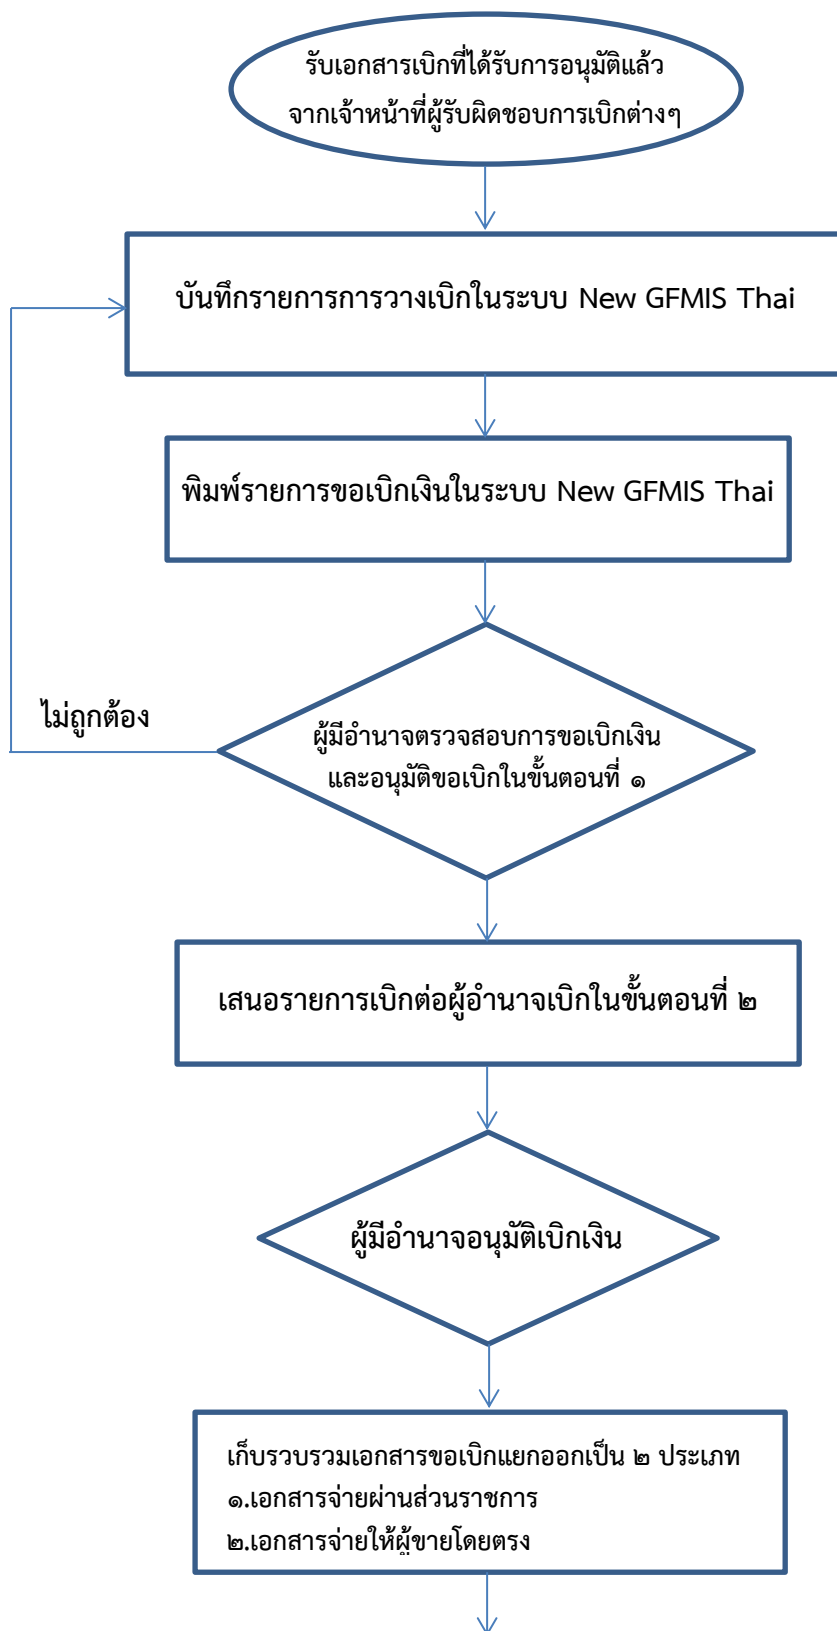 รับเอกสารเบิกที่ได้รับการอนุมัติแล้ว
จากเจ้าหน้าที่ผู้รับผิดชอบการเบิกต่างๆ
บันทึกรายการการวางเบิกในระบบ New GFMIS Thai
พิมพ์รายการขอเบิกเงินในระบบ New GFMIS Thai
ไม่ถูกต้อง
ผู้มีอำนาจตรวจสอบการขอเบิกเงิน
และอนุมัติขอเบิกในขั้นตอนที่ ๑
เสนอรายการเบิกต่อผู้อำนาจเบิกในขั้นตอนที่ ๒
ผู้มีอำนาจอนุมัติเบิกเงิน
เก็บรวบรวมเอกสารขอเบิกแยกออกเป็น ๒ ประเภท
๑.เอกสารจ่ายผ่านส่วนราชการ
๒.เอกสารจ่ายให้ผู้ขายโดยตรง